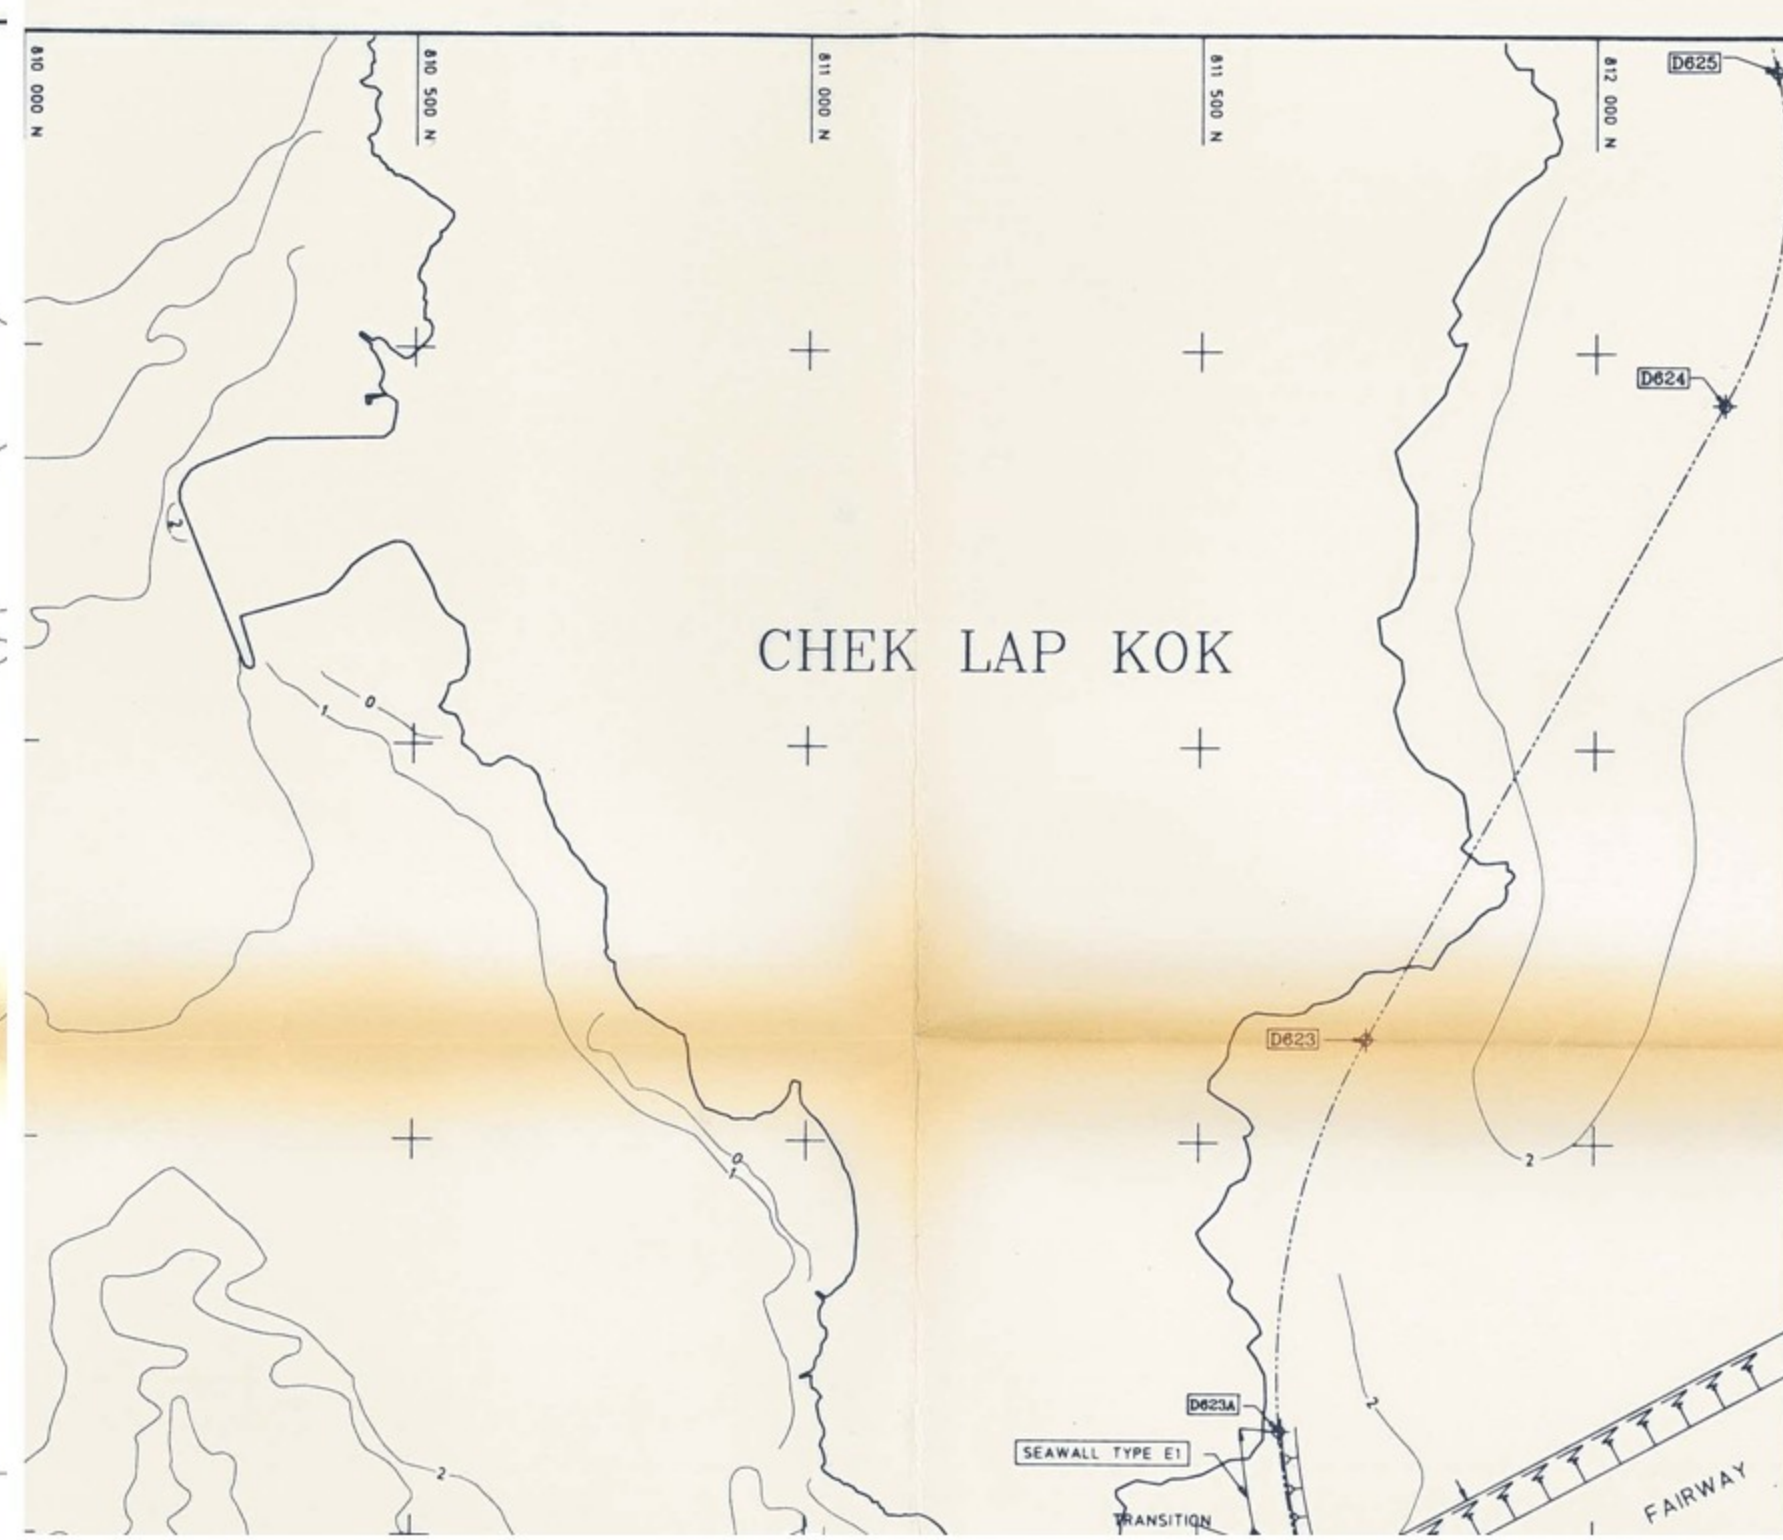 810 000 N
810 500 N
811 000 N
811 500 N
812 000 N
D625
D624
2
CHEK LAP KOK
0
1
D623
0
1
2
D623A
2
SEAWALL TYPE E1
2
FAIRWAY
TRANSITION